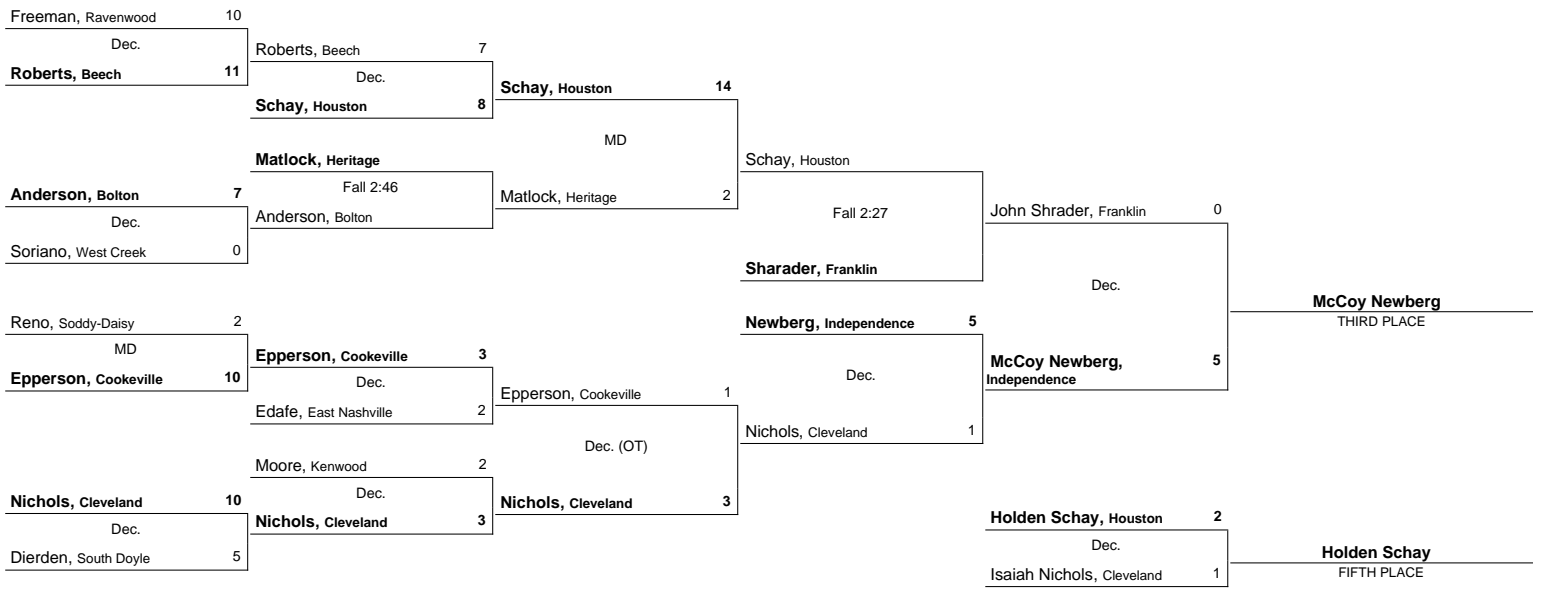 Freeman, Ravenwood 10
Dec.
Roberts, Beech 11
Anderson, Bolton 7
Dec.
Soriano, West Creek 0
Reno, Soddy-Daisy 2
MD
Epperson, Cookeville 10
Nichols, Cleveland 10
Dec.
Dierden, South Doyle 5
Roberts, Beech 7
Dec.
Schay, Houston 8
Matlock, Heritage
Fall 2:46
Anderson, Bolton
Epperson, Cookeville 3
Dec.
Edafe, East Nashville 2
Moore, Kenwood 2
Dec.
Nichols, Cleveland 3
Schay, Houston 14
MD
Matlock, Heritage 2
Epperson, Cookeville 1
Dec. (OT)
Nichols, Cleveland 3
Schay, Houston
Fall 2:27
Sharader, Franklin
Newberg, Independence 5
Dec.
Nichols, Cleveland 1
John Shrader, Franklin 0
Dec.
McCoy Newberg, 5
Independence
McCoy Newberg
THIRD PLACE
Holden Schay, Houston 2
Dec.
Isaiah Nichols, Cleveland 1
Holden Schay
FIFTH PLACE